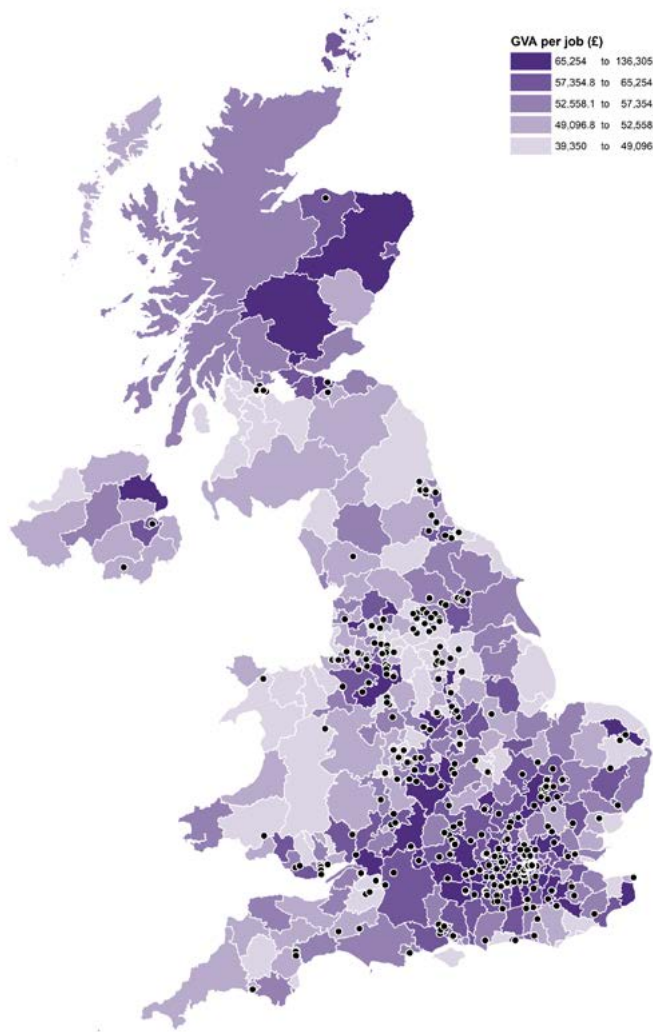 GVA per job (£)
65,254 to 136,305
57,354.8 to 65,254
52,558.1 to 57,354
49,096.8 to 52,558
39,350 to 49,096